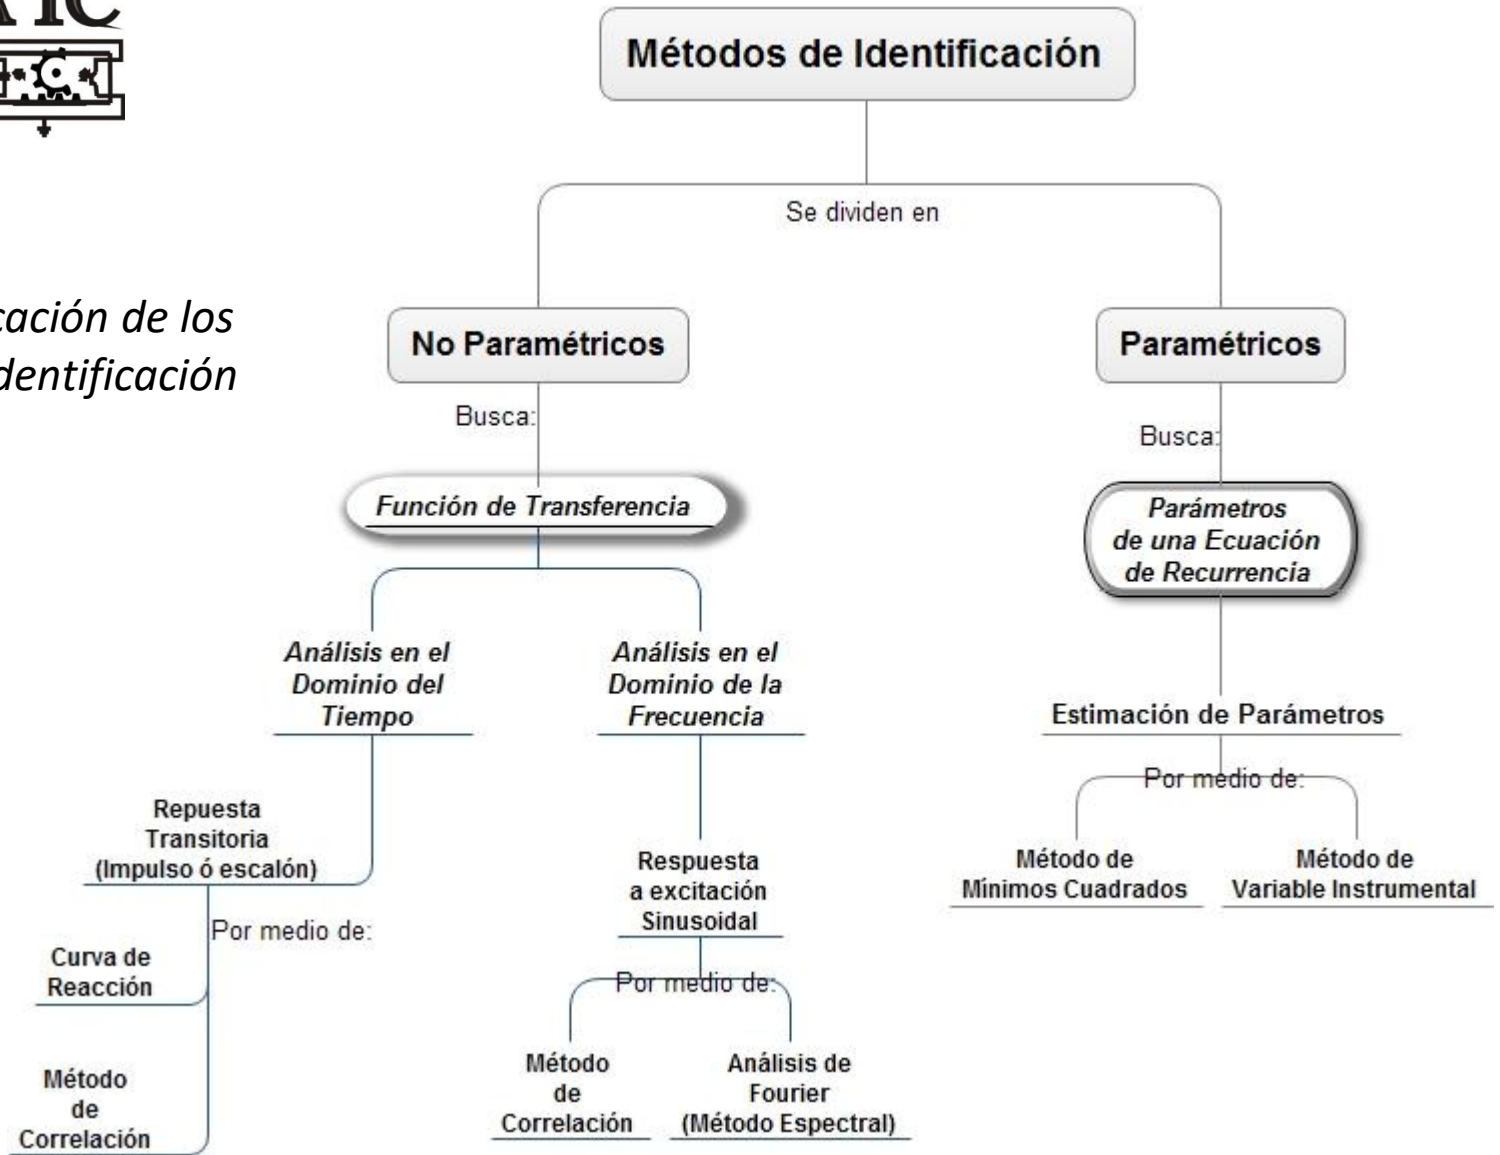 Métodos de Identificación
Se dividen en
de los
No Paramétricos
Busca:
Función de Transferencia
Análisis en el
Dominio del
Tiempo
Repuesta
Transitoria
(Impulso ó escalón)
Por medio de:
Curva de
Reacción
Método
de
Correlación
Análisis en el
Dominio de la
Frecuencia
Respuesta
a excitación
Sinusoidal
Por medio de:
Método
de
Correlación
Análisis de
Fourier
(Método Espectral)
Paramétricos
Busca:
Parámetros
de una Ecuación
de Recurrencia
Estimación de Parámetros
Por medio de:
Método de
Mínimos Cuadrados
Método de
Variable Instrumental